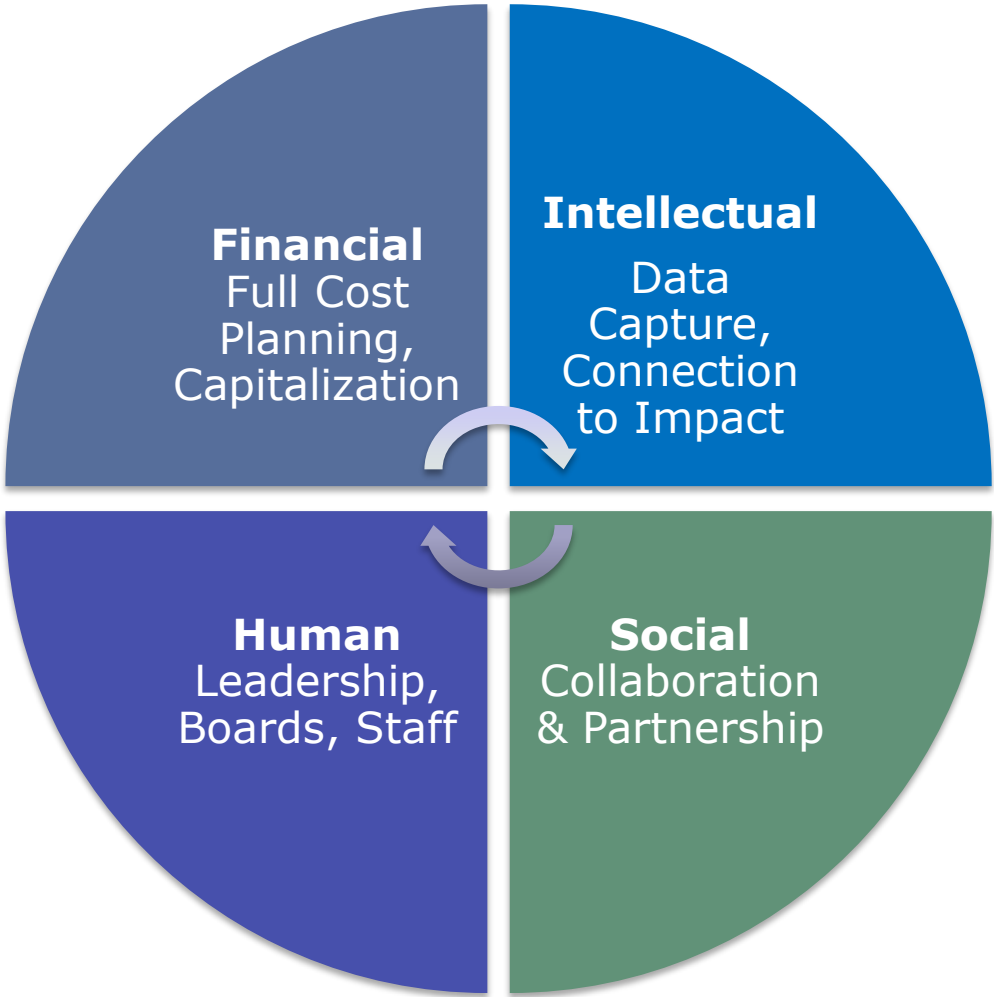 Financial
Full Cost
Planning,
Capitalization
Intellectual
Data
Capture,
Connection
to Impact
Human
Leadership,
Boards, Staff
Social
Collaboration
& Partnership